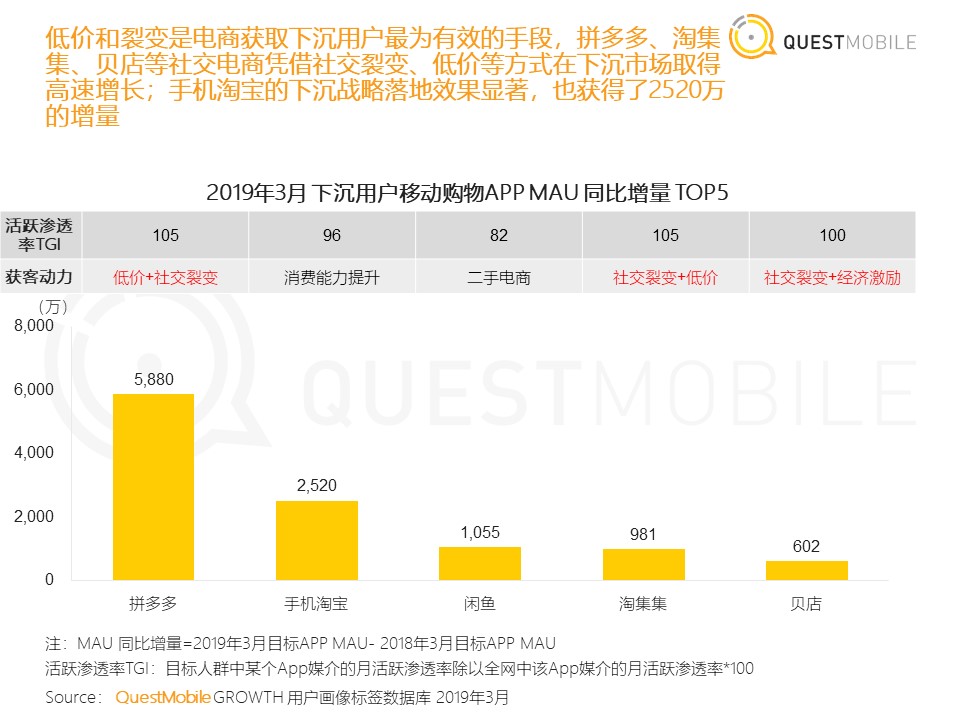 低价和裂变是电商获取下沉用户最为有效的手段，拼多多、淘集
集、贝店等社交电商凭借社交裂变、低价等方式在下沉市场取得
高速增长；手机淘宝的下沉战略落地效果显著，也获得了2520万
的增量
QUESTMOBILE
2019年3月 下沉用户移动购物APP MAU 同比增量 TOP5
活跃渗透
率TGI
105
96
82
105
100
获客动力
低价+社交裂变
消费能力提升
二手电商
社交裂变+低价
社交裂变+经济激励
（万）
8,000
6,000
4,000
2,000
0
5,880
2,520
1,055
981
602
QUESTMOBILE
拼多多
手机淘宝
闲鱼
淘集集
贝店
注：MAU 同比增量=2019年3月目标APP MAU- 2018年3月目标APP MAU
活跃渗透率TGI：目标人群中某个App媒介的月活跃渗透率除以全网中该App媒介的月活跃渗透率*100
Source： QuestMobile GROWTH 用户画像标签数据库 2019年3月